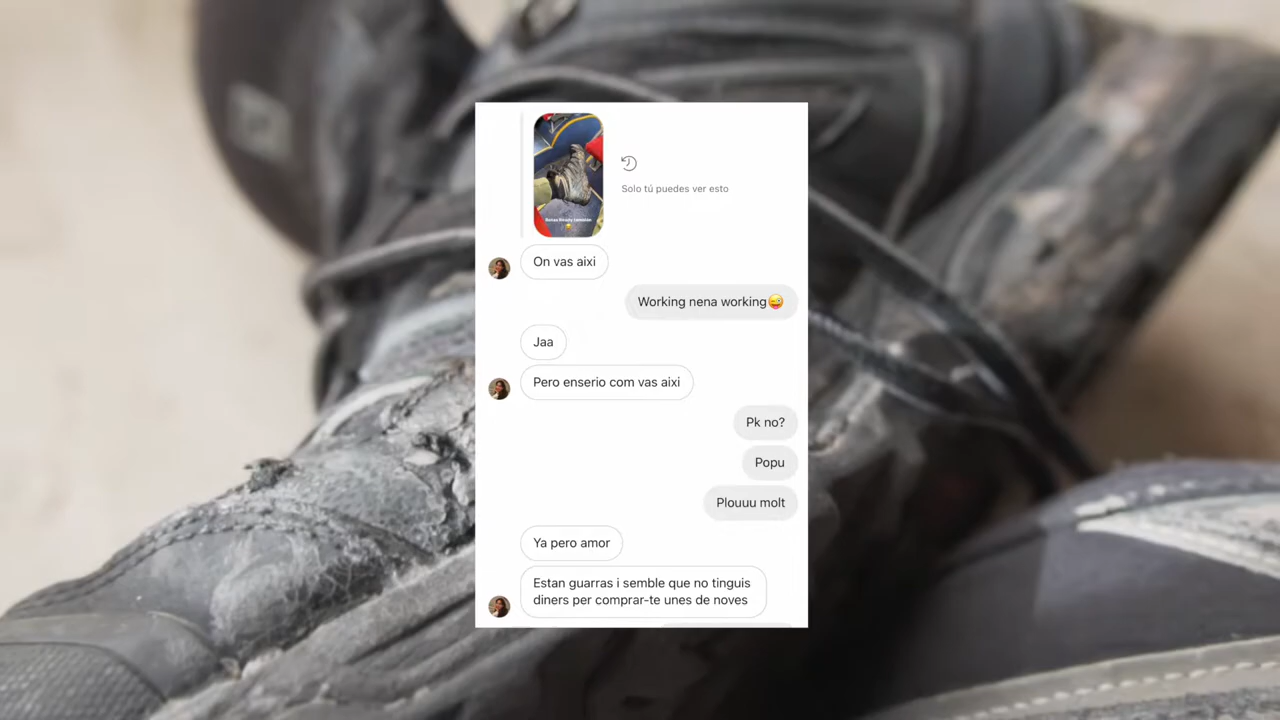 Solo tú puedes ver esto
On vas aixi
Working nena working😜
Jaa
Pero enserio com vas aixi
Pk no?
Popu
Plouuu molt
Ya pero amor
Estan guarras i semble que no tinguis
diners per comprar-te unes de noves